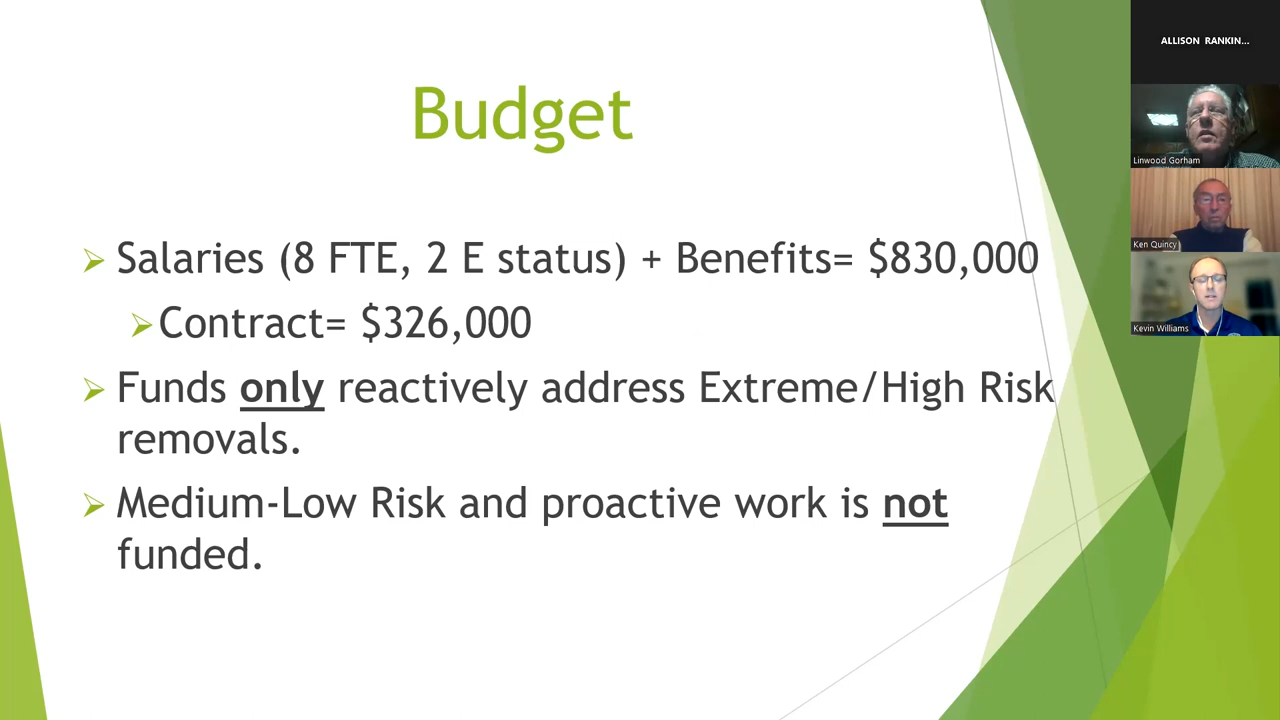 Budget
Salaries (8 FTE, 2 E status) + Benefits= $830,000
Contract= $326,000
Funds only reactively address Extreme/High Risk
removals.
Medium-Low Risk and proactive work is not
funded.
ALLISON RANKIN...
Linwood Gorham
Ken Quincy
Kevin Williams